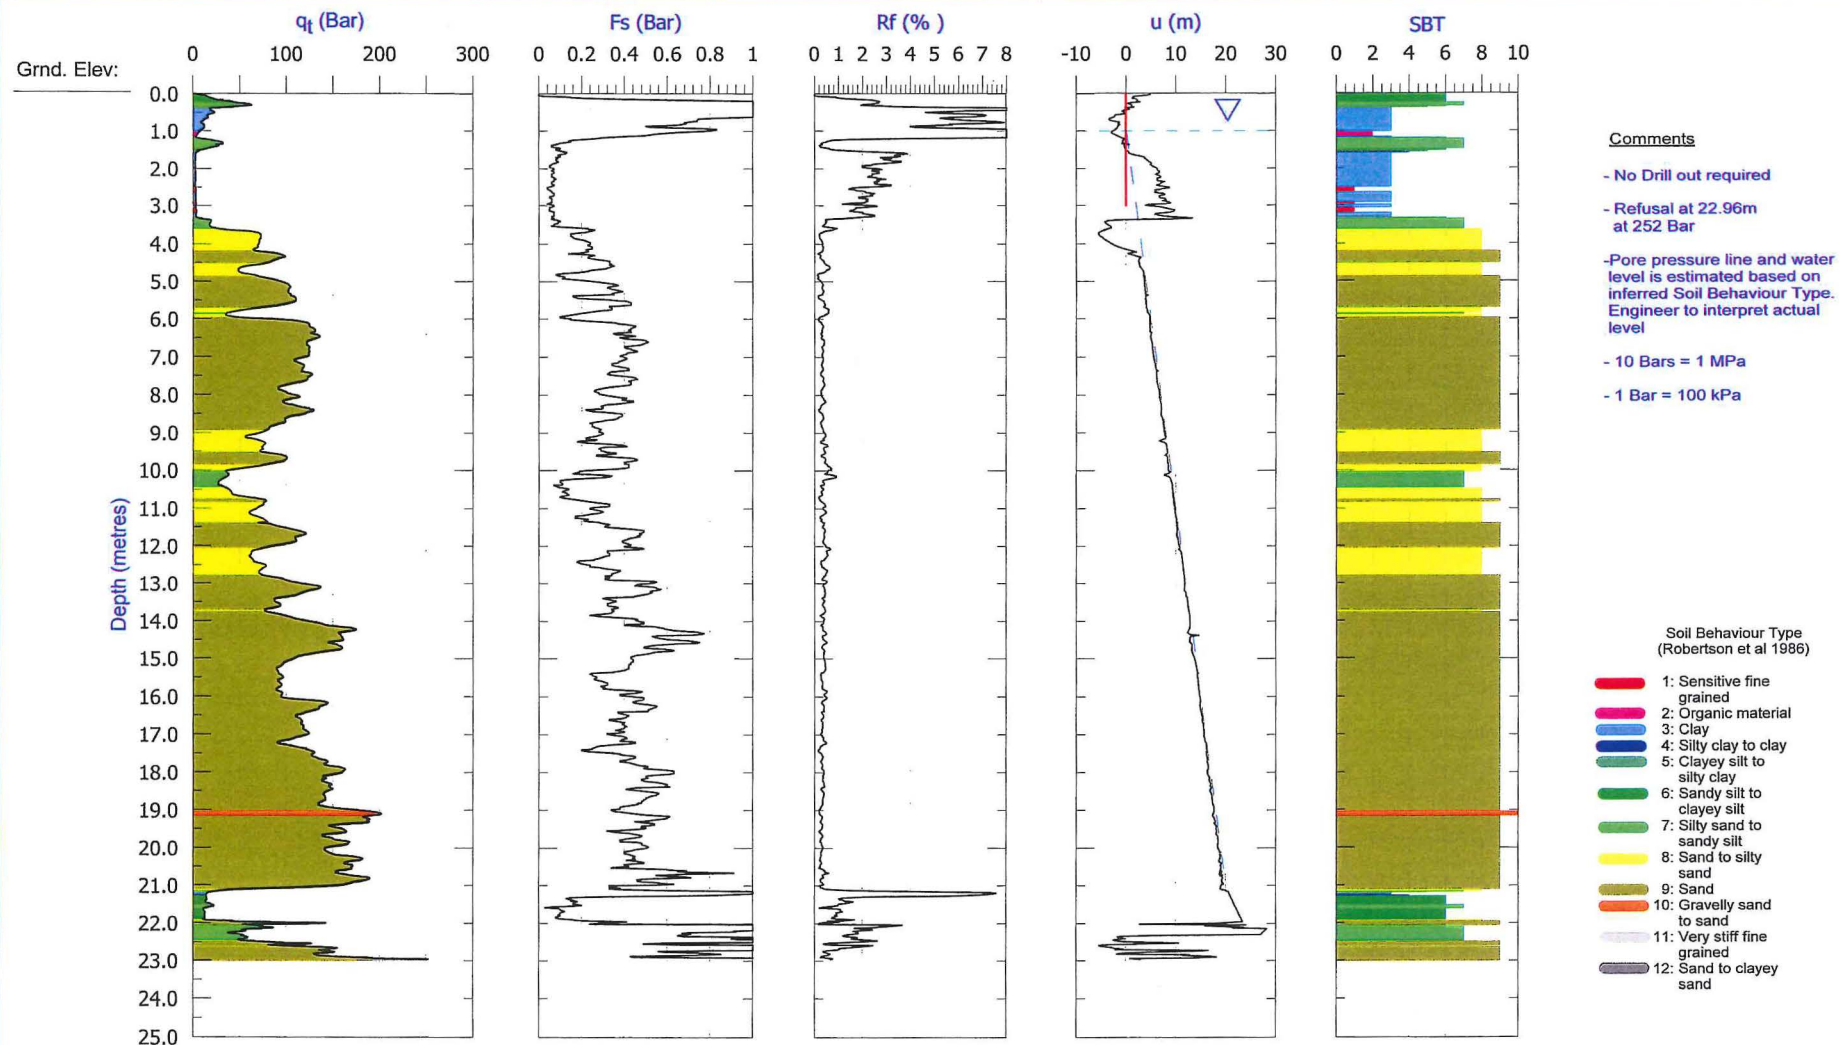 qt (Bar)
Fs (Bar)
Rf (% )
u (m)
SBT
0 100 200 300
0 0.2 0.4 0.6 0.8 1
0 1 2 3 4 5 6 7 8
-10 0 10 20 30
0 2 4 6 8 10
Grnd. Elev:
Depth (metres)
0.0
1.0
2.0
3.0
4.0
5.0
6.0
7.0
8.0
9.0
10.0
11.0
12.0
13.0
14.0
15.0
16.0
17.0
18.0
19.0
20.0
21.0
22.0
23.0
24.0
25.0
Comments
- No Drill out required
- Refusal at 22.96m
at 252 Bar
-Pore pressure line and water
level is estimated based on
inferred Soil Behaviour Type.
Engineer to interpret actual
level
- 10 Bars = 1 MPa
- 1 Bar = 100 kPa
Soil Behaviour Type
(Robertson et al 1986)
1: Sensitive fine
grained
2: Organic material
3: Clay
4: Silty clay to clay
5: Clayey silt to
silty clay
6: Sandy silt to
clayey silt
7: Silty sand to
sandy silt
8: Sand to silty
sand
9: Sand
10: Gravelly sand
to sand
11: Very stiff fine
grained
12: Sand to clayey
sand